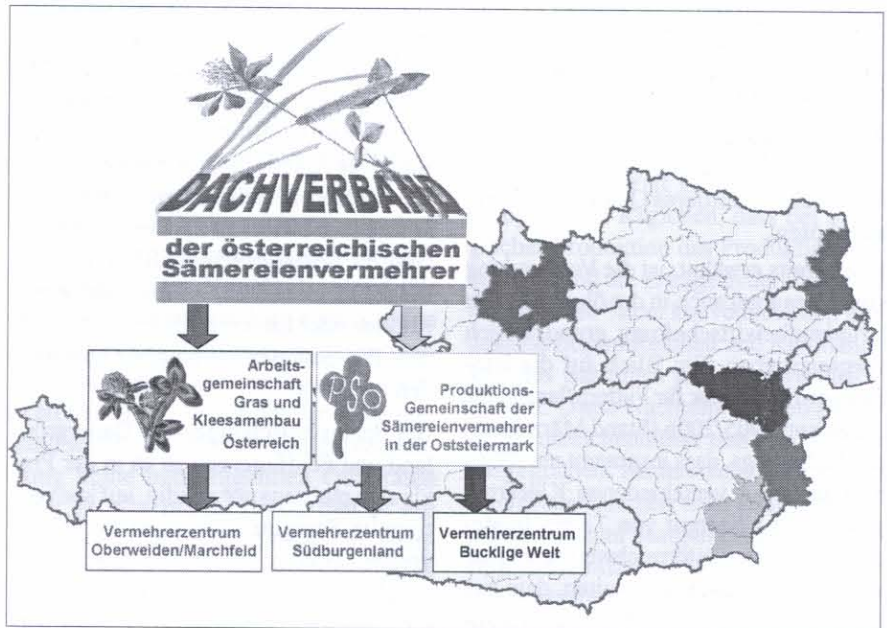 DACHVERBAND
der österreichischen
Sämereienvermehrer
Arbeits-
gemeinschaft
Gras und
Kleesamenbau
Österreich
PSO
Produktions-
Gemeinschaft der
Sämereienvermehrer
in der Oststeiermark
Vermehrerzentrum
Oberweiden/Marchfeld
Vermehrerzentrum
Südburgenland
Vermehrerzentrum
Bucklige Welt